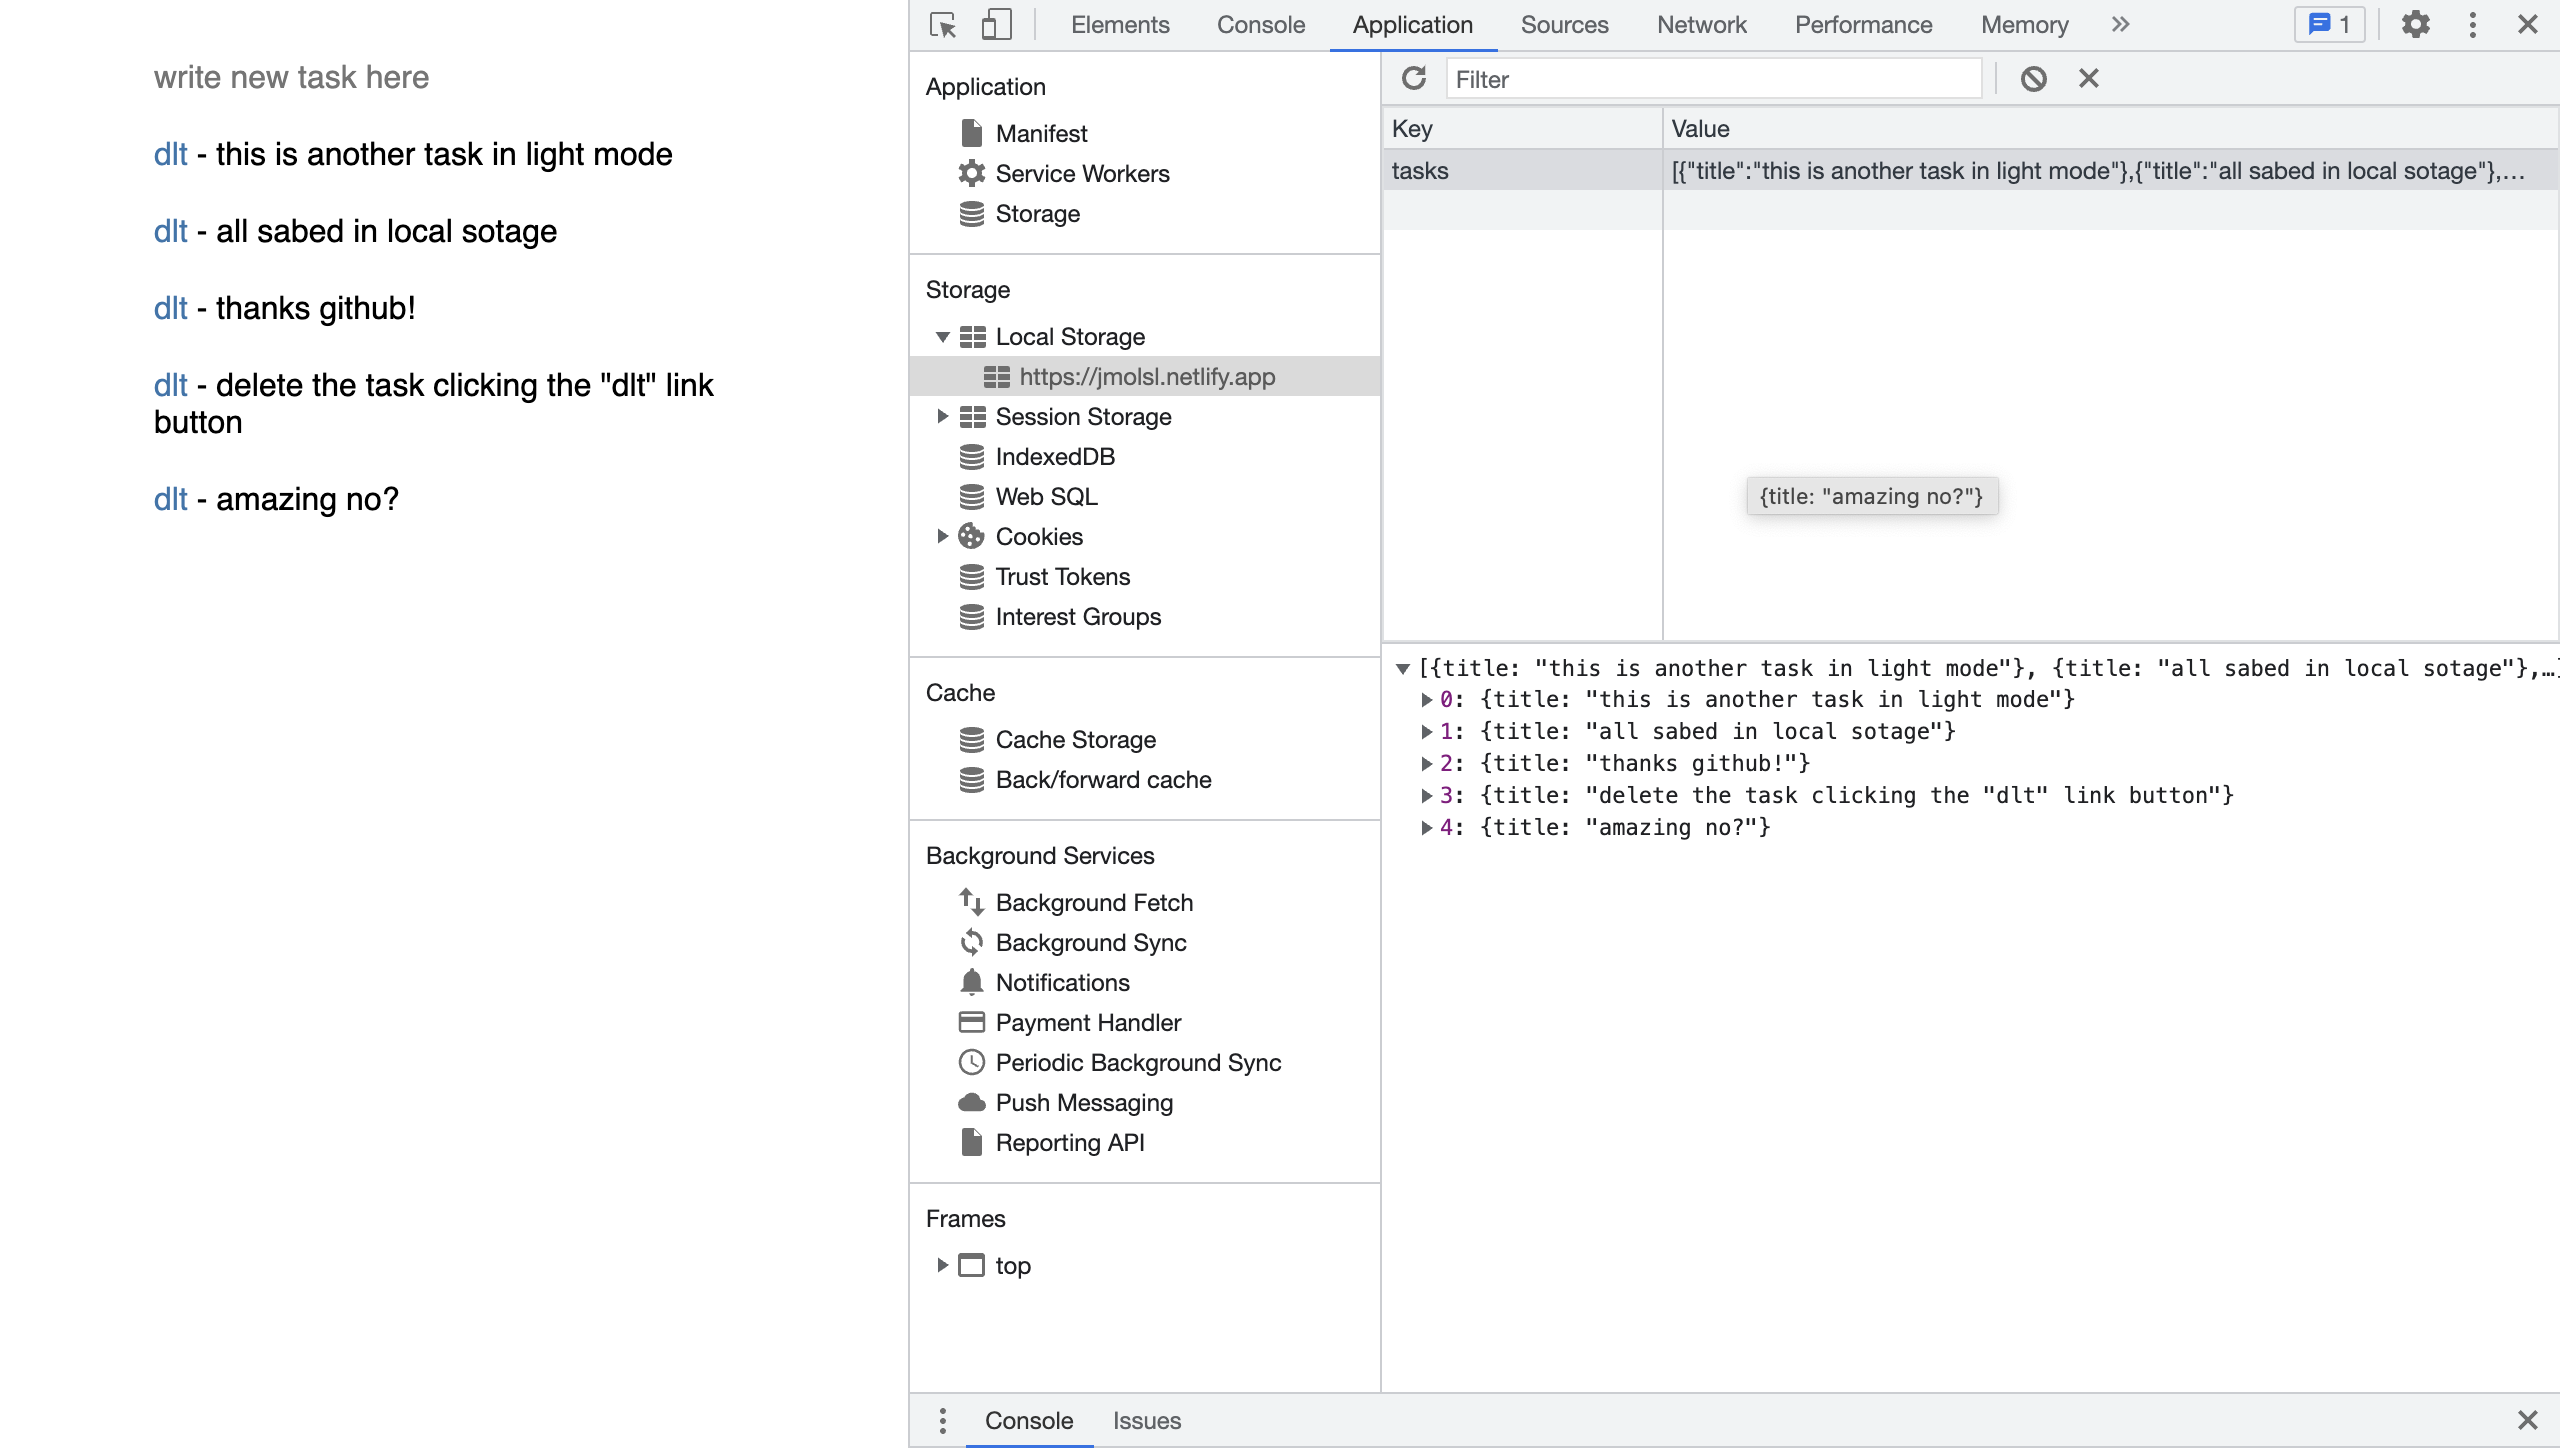 write new task here
dlt - this is another task in light mode
dlt - all sabed in local sotage
dlt - thanks github!
dlt - delete the task clicking the "dlt" link
button
dlt - amazing no?
Elements Console Application Sources Network Performance Memory 1
Application
Manifest
Service Workers
Storage
Storage
Local Storage
https://jmolsl.netlify.app
Session Storage
IndexedDB
Web SQL
Cookies
Trust Tokens
Interest Groups
Cache
Cache Storage
Back/forward cache
Background Services
Background Fetch
Background Sync
Notifications
Payment Handler
Periodic Background Sync
Push Messaging
Reporting API
Frames
top
Filter
Key Value
tasks [{"title":"this is another task in light mode"},{"title":"all sabed in local sotage"},…
{title: "amazing no?"}
[{title: "this is another task in light mode"}, {title: "all sabed in local sotage"},…]
0: {title: "this is another task in light mode"}
1: {title: "all sabed in local sotage"}
2: {title: "thanks github!"}
3: {title: "delete the task clicking the "dlt" link button"}
4: {title: "amazing no?"}
Console Issues